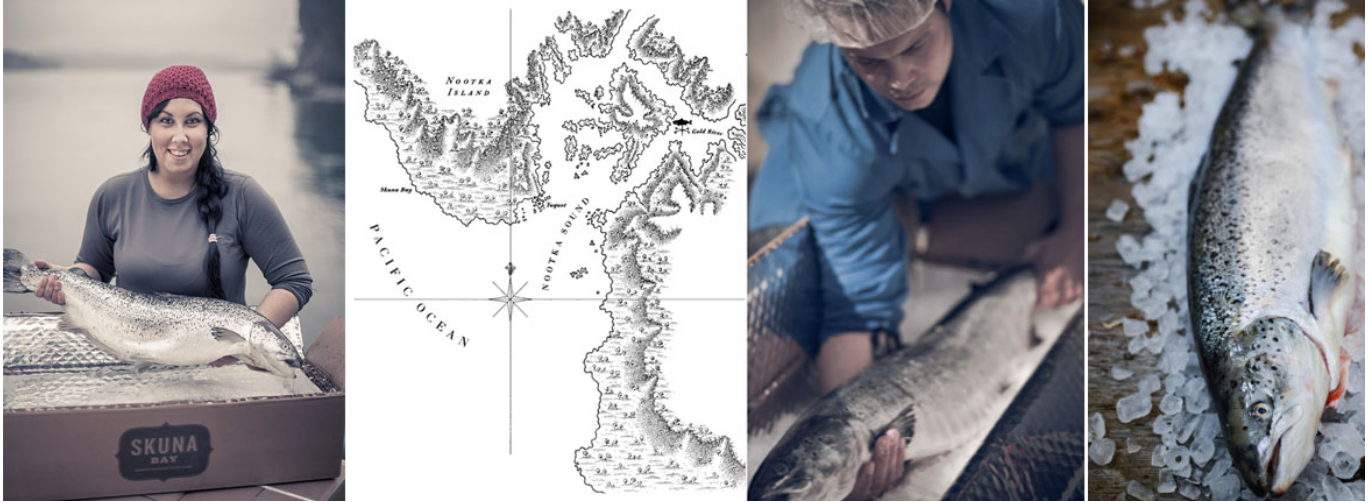 SKUNA
BAY
NOOTKA
ISLAND
Gold River
Skuna Bay
Yuquot
NOOTKA SOUND
PACIFIC OCEAN